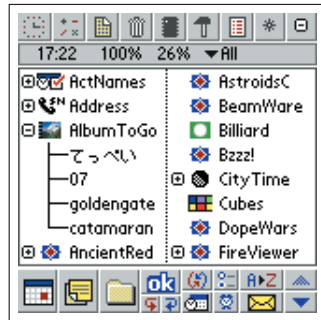 17:22 100% 26% All
ActNames
Address
AlbumToGo
てっぺい
07
goldengate
catamaran
AncientRed
AstroidsC
BeamWare
Billiard
Bzzz!
CityTime
Cubes
DopeWars
FireViewer
ok
A Z